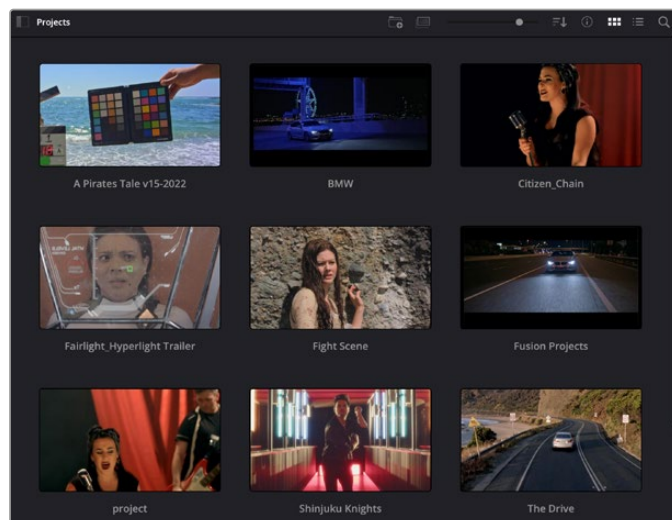 Projects
A Pirates Tale v15-2022
BMW
Citizen_Chain
Fairlight_Hyperlight Trailer
Fight Scene
Fusion Projects
project
Shinjuku Knights
The Drive